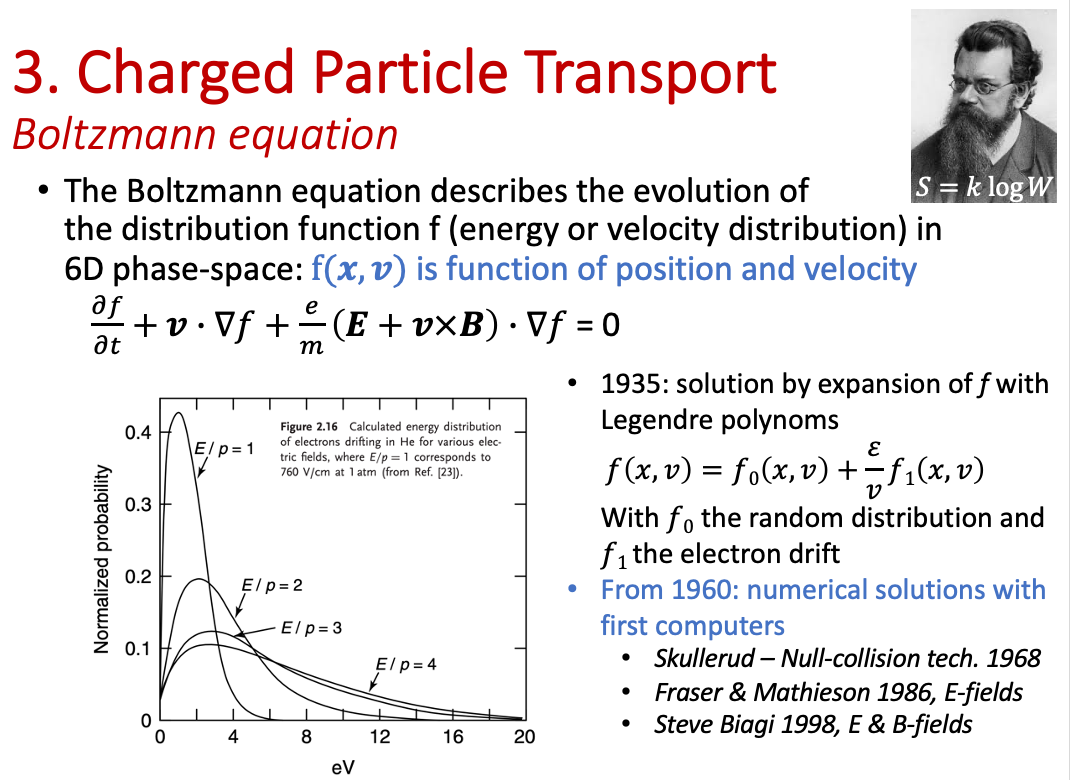 3. Charged Particle Transport
Boltzmann equation
S = k log W
• The Boltzmann equation describes the evolution of
the distribution function f (energy or velocity distribution) in
6D phase-space: f(𝒙, 𝒗) is function of position and velocity
∂f/∂t + 𝒗 · ∇f + e/m (𝑬 + 𝒗×𝑩) · ∇f = 0
0.4
0.3
0.2
0.1
0
Normalized probability
Figure 2.16 Calculated energy distribution
of electrons drifting in He for various elec-
tric fields, where E/p = 1 corresponds to
760 V/cm at 1 atm (from Ref. [23]).
E / p = 1
E / p = 2
E / p = 3
E / p = 4
0 4 8 12 16 20
eV
• 1935: solution by expansion of f with
Legendre polynoms
f(x, v) = f₀(x, v) + ε/v f₁(x, v)
With f₀ the random distribution and
f₁ the electron drift
• From 1960: numerical solutions with
first computers
• Skullerud – Null-collision tech. 1968
• Fraser & Mathieson 1986, E-fields
• Steve Biagi 1998, E & B-fields